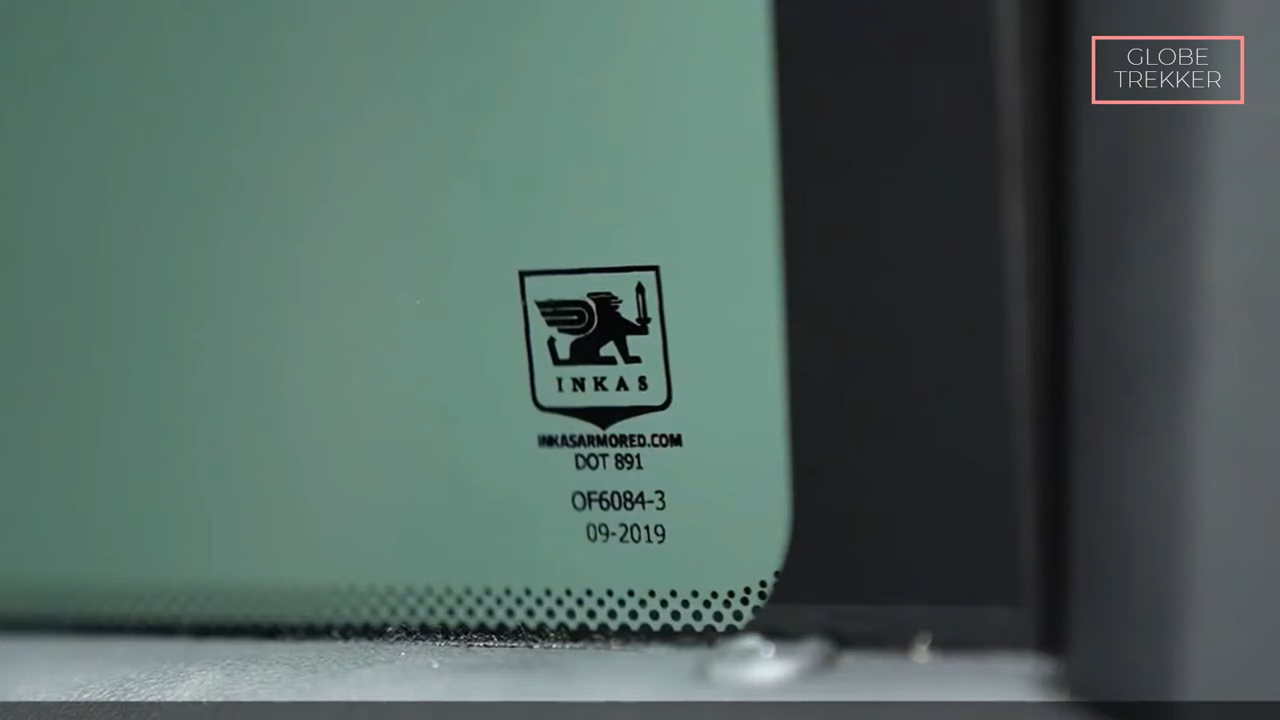 GLOBE
TREKKER
INKAS
INKASARMORED.COM
DOT 891
OF6084-3
09-2019